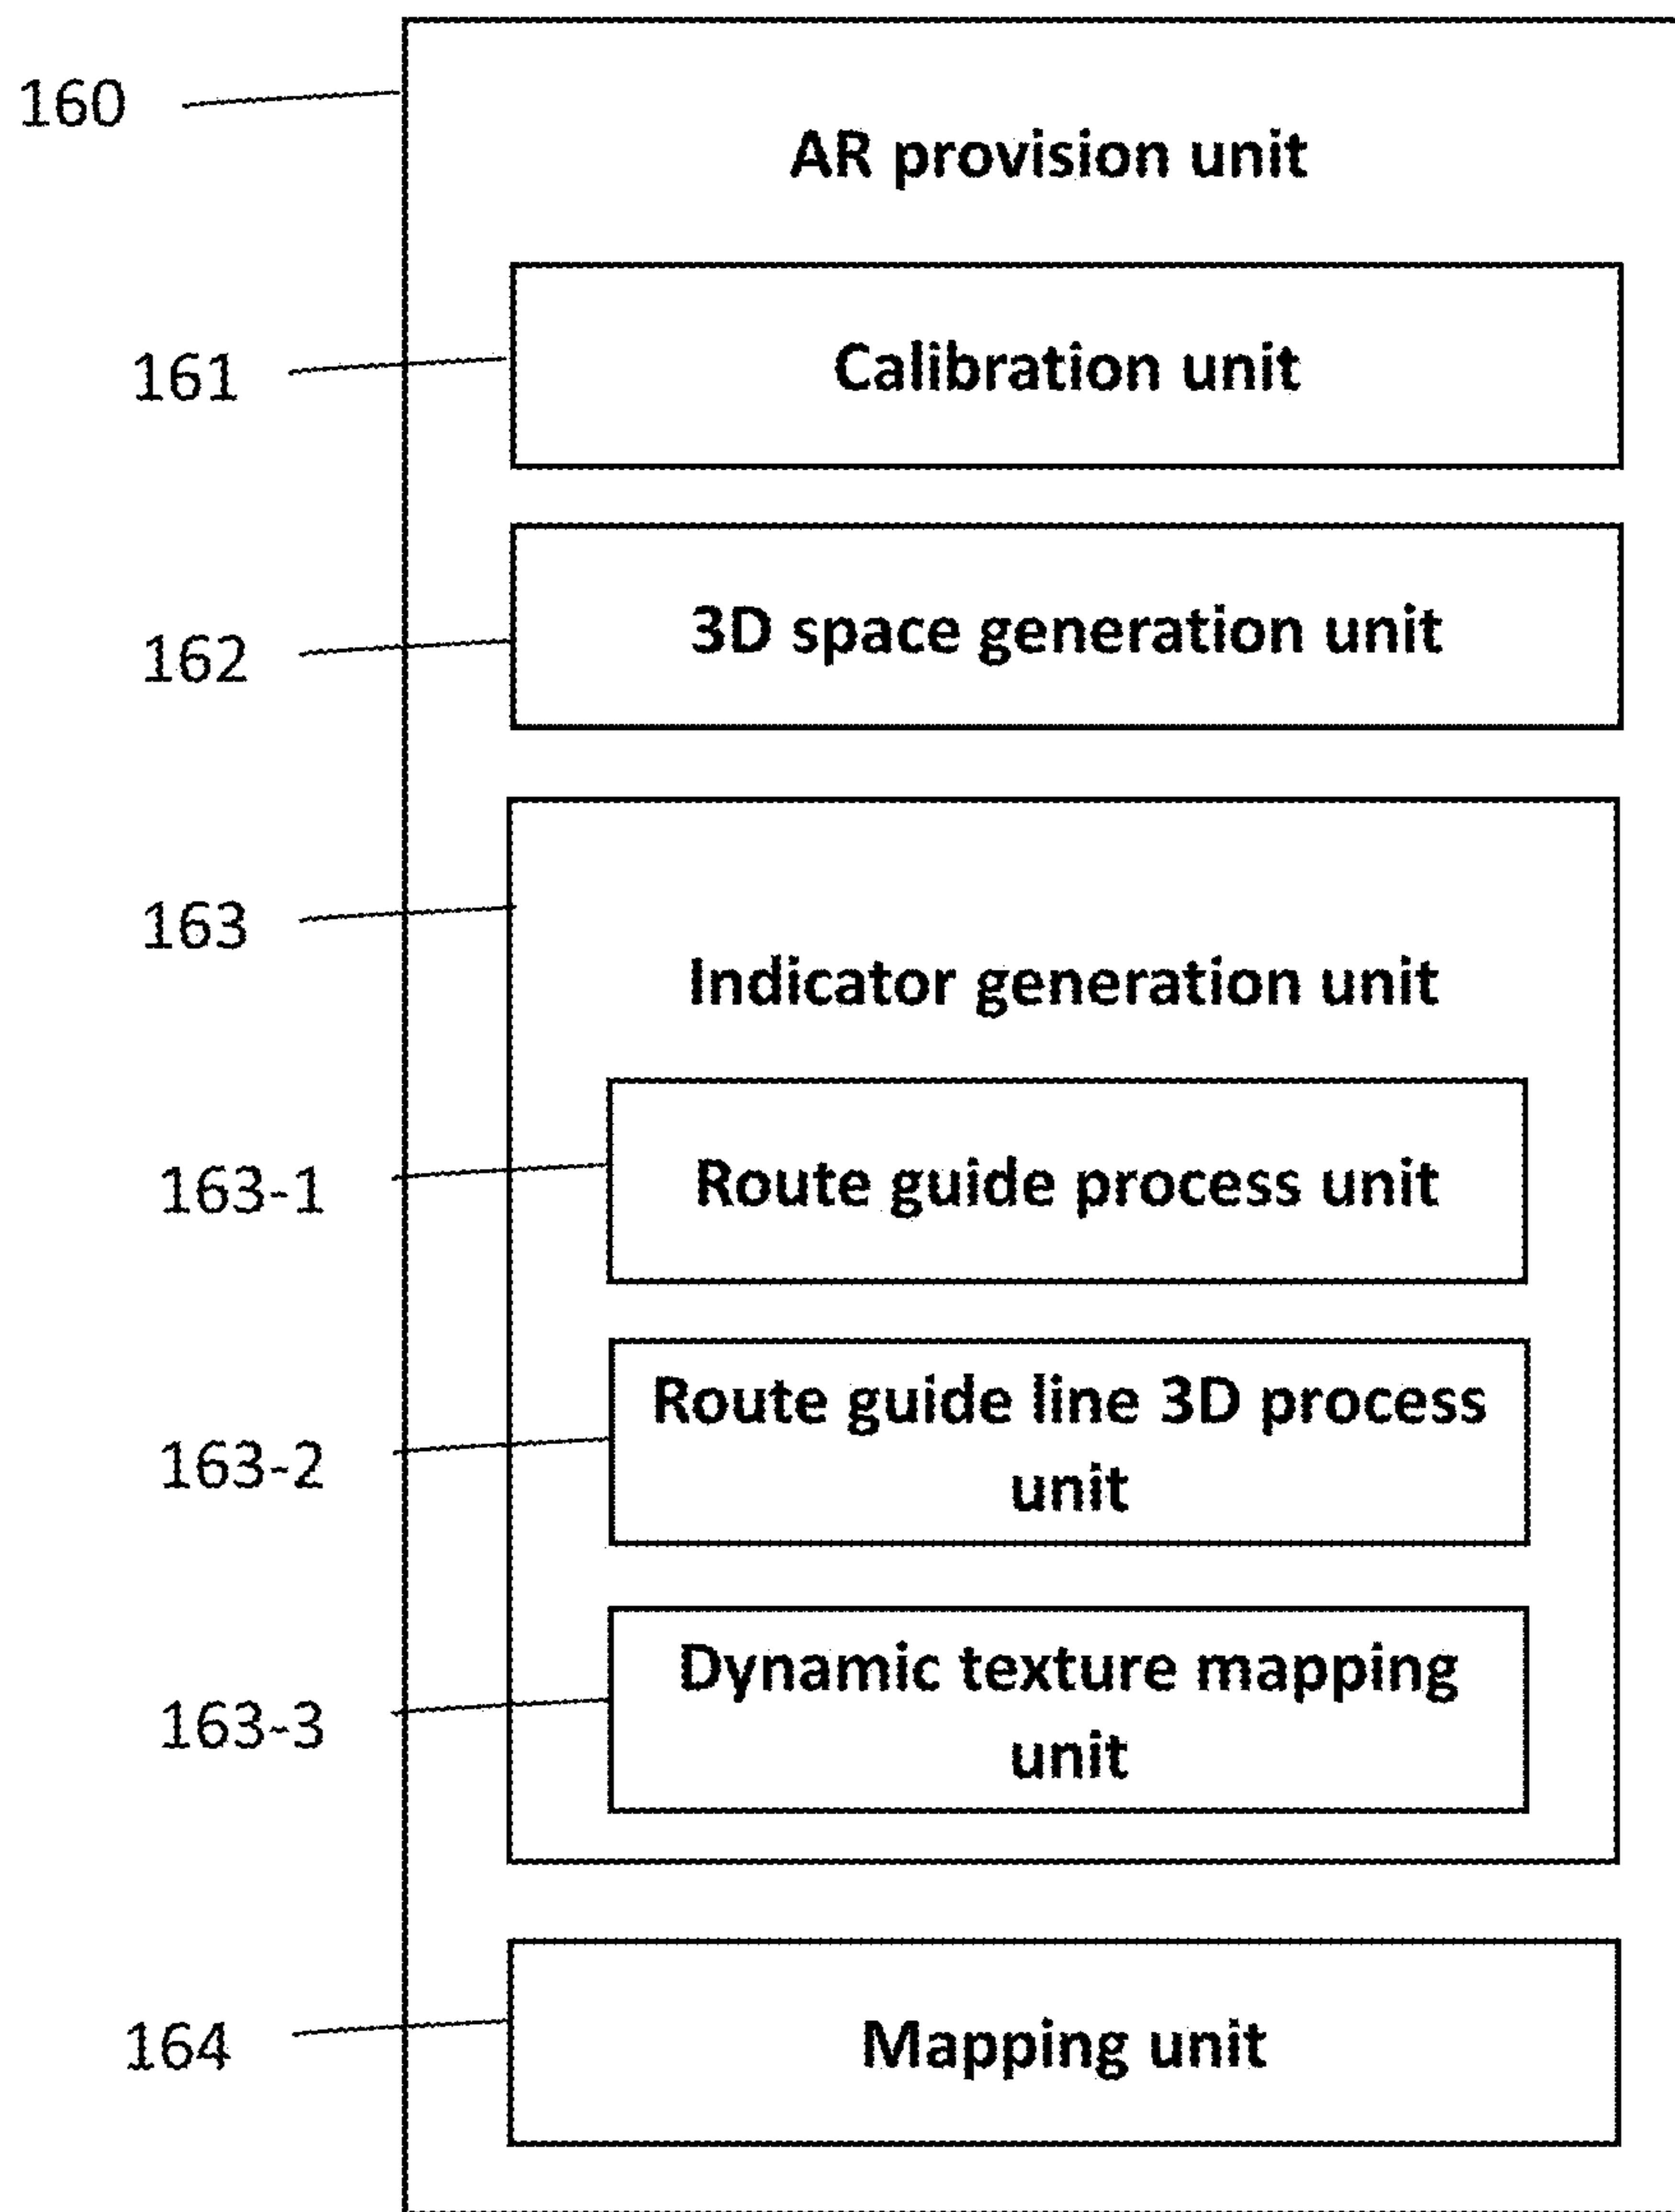 160
AR provision unit
161
Calibration unit
162
3D space generation unit
163
Indicator generation unit
163-1
Route guide process unit
163-2
Route guide line 3D process
unit
163-3
Dynamic texture mapping
unit
164
Mapping unit